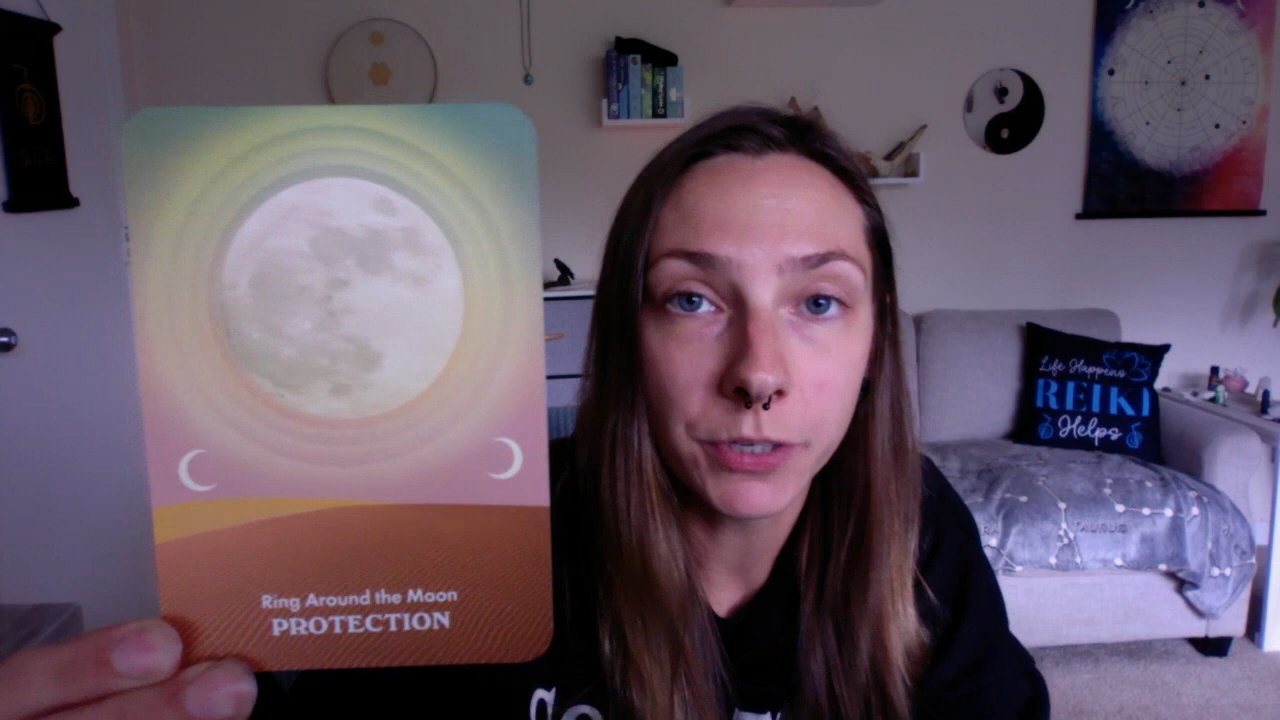 Ring Around the Moon
PROTECTION
Life Happens
REIKI
Helps
TAURUS